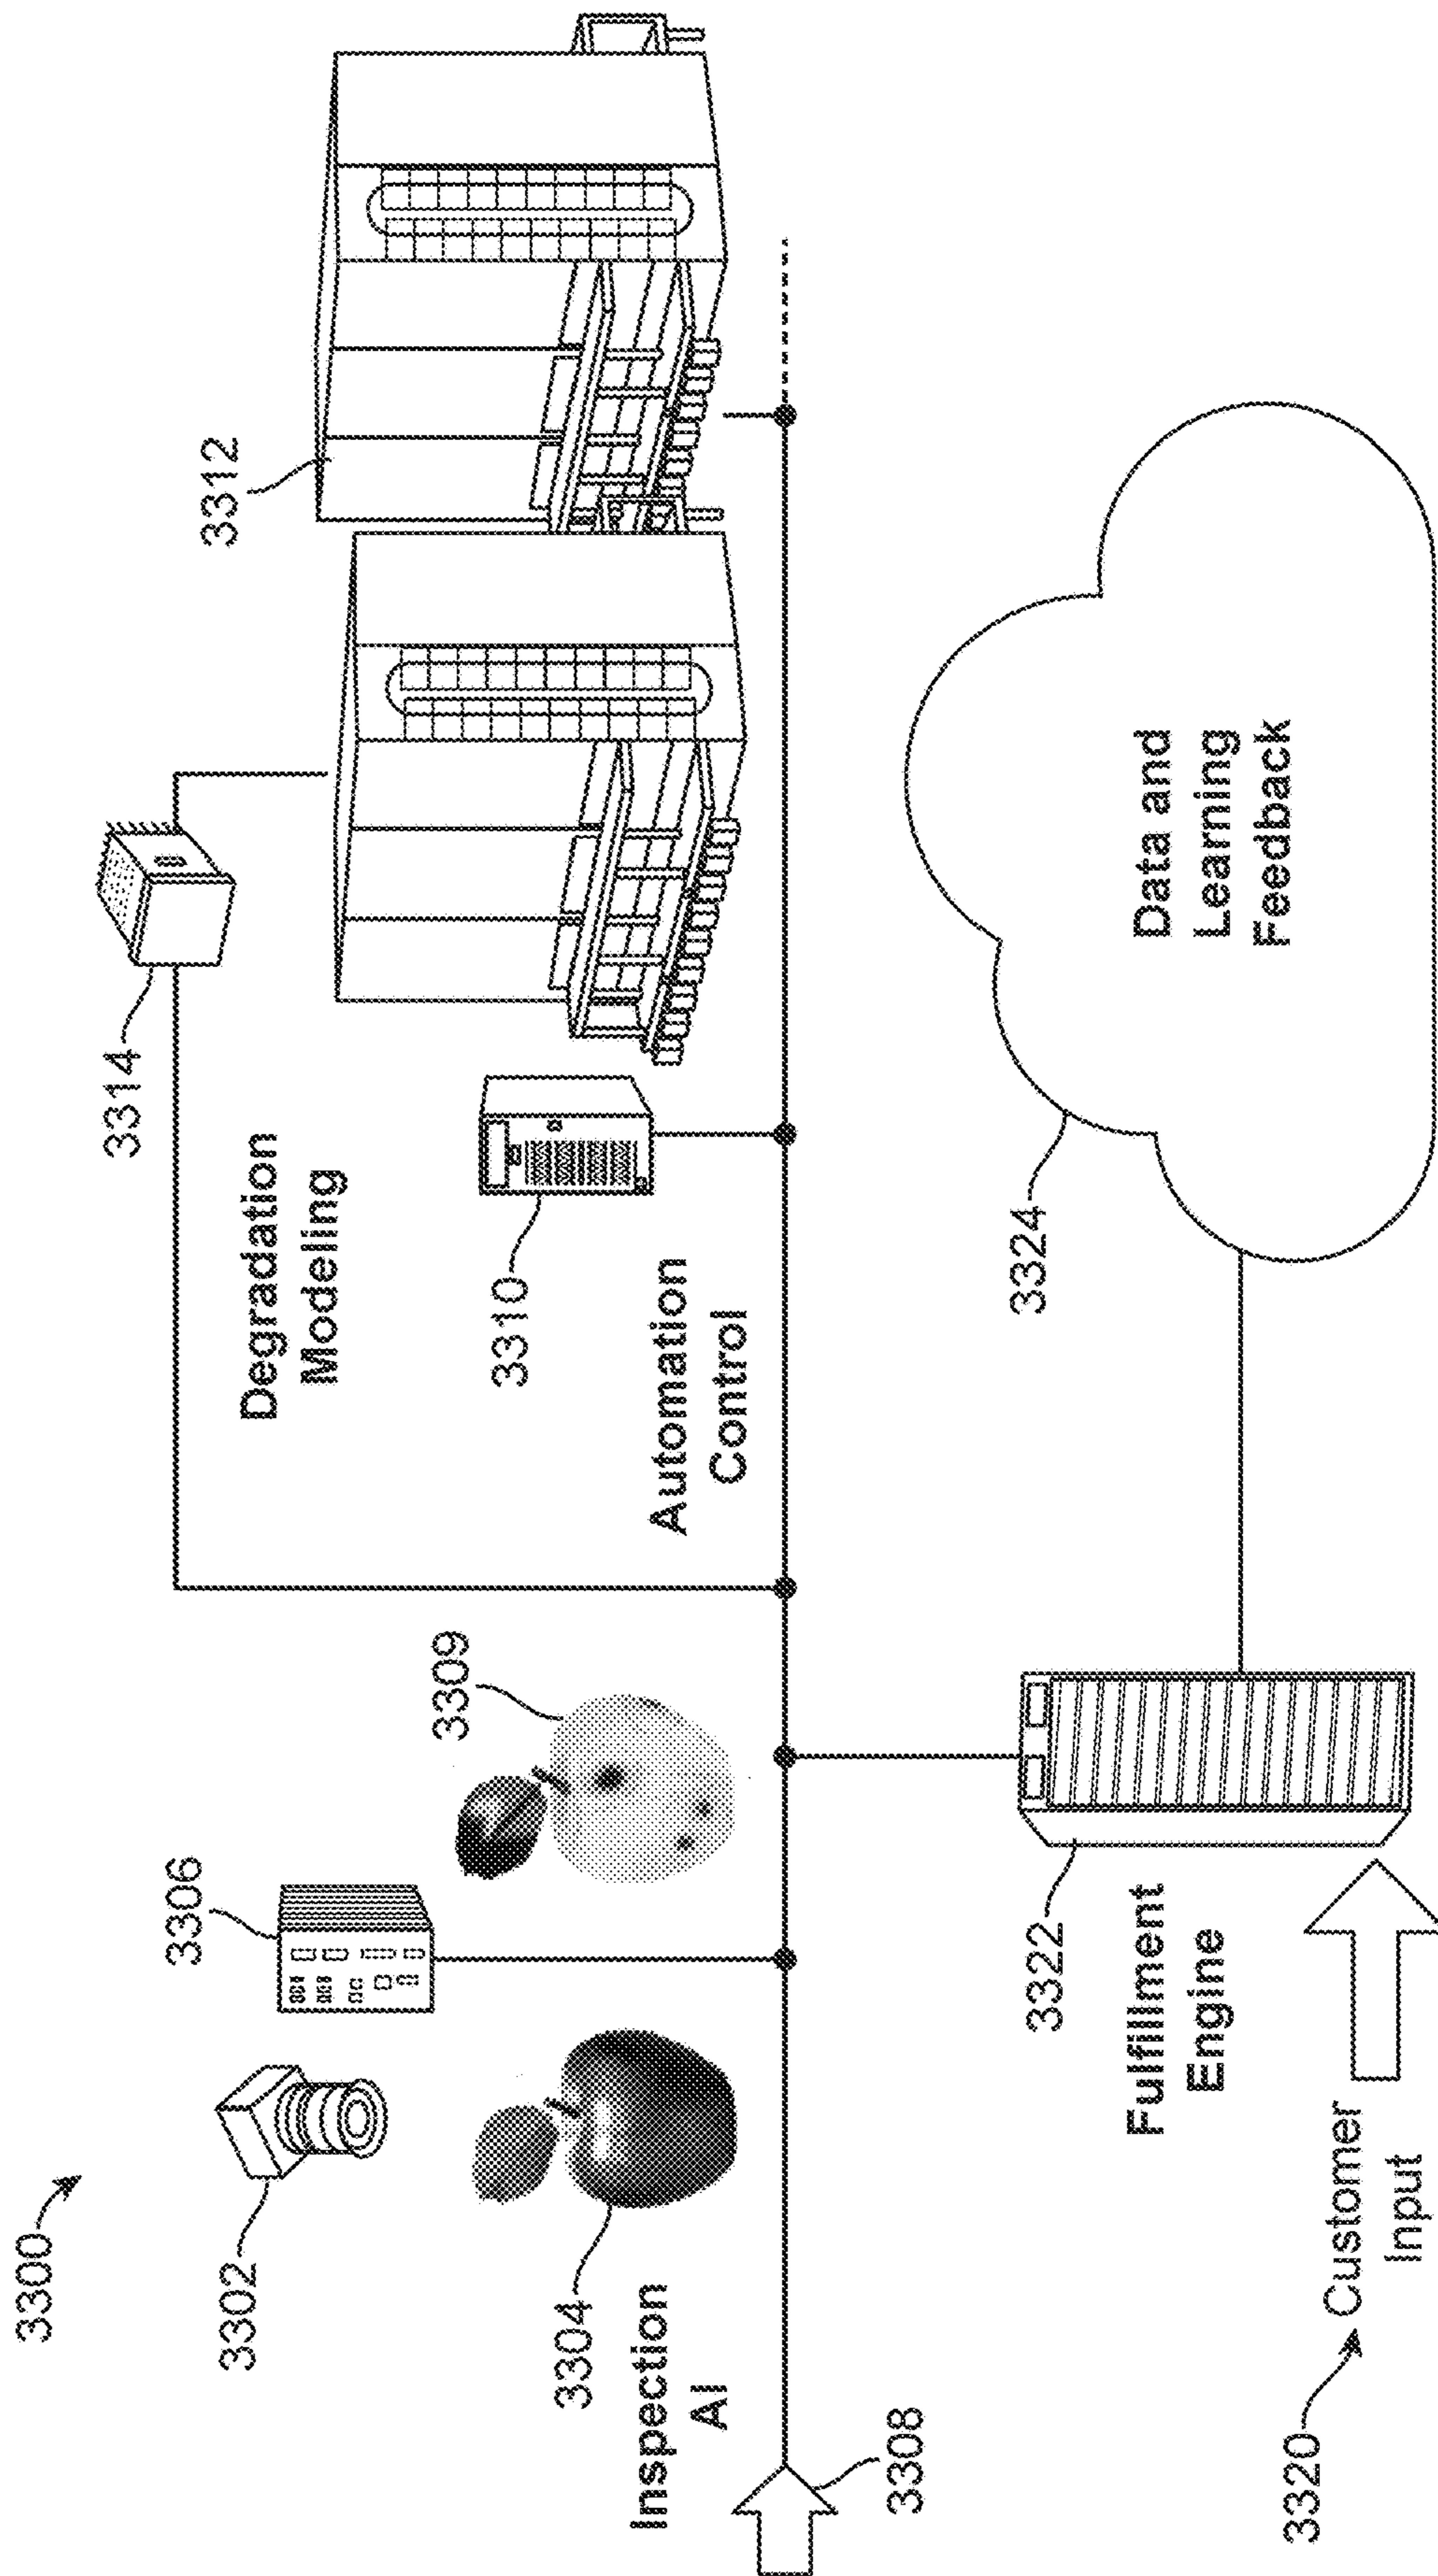 3300
3302
3306
3314
3312
3304
3309
3310
Degradation
Modeling
Inspection
AI
Automation
Control
3308
3324
3322
Data and
Learning
Feedback
Fulfillment
Engine
3320
Customer
Input